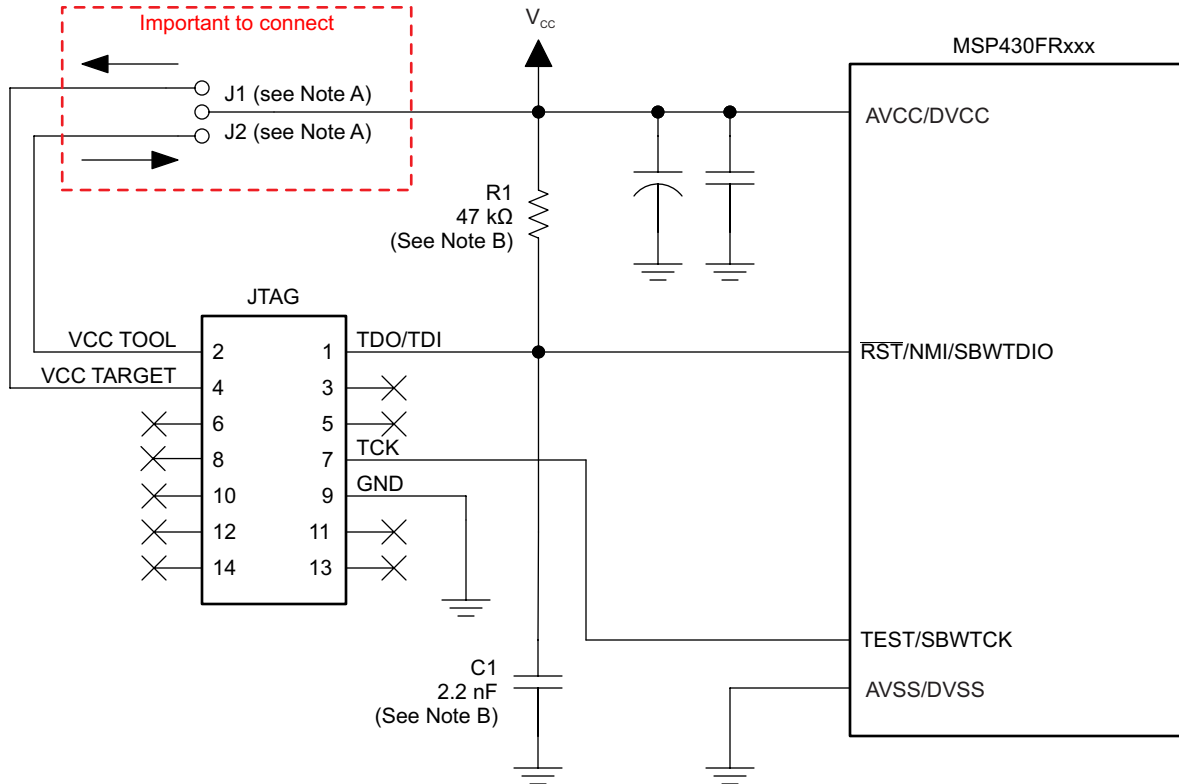 Important to connect
VCC
MSP430FRxxx
J1 (see Note A)
J2 (see Note A)
AVCC/DVCC
R1
47 kΩ
(See Note B)
JTAG
VCC TOOL
2
1
TDO/TDI
RST/NMI/SBWTDIO
VCC TARGET
4
3
6
5
8
7
TCK
10
9
GND
12
11
14
13
TEST/SBWTCK
C1
2.2 nF
(See Note B)
AVSS/DVSS